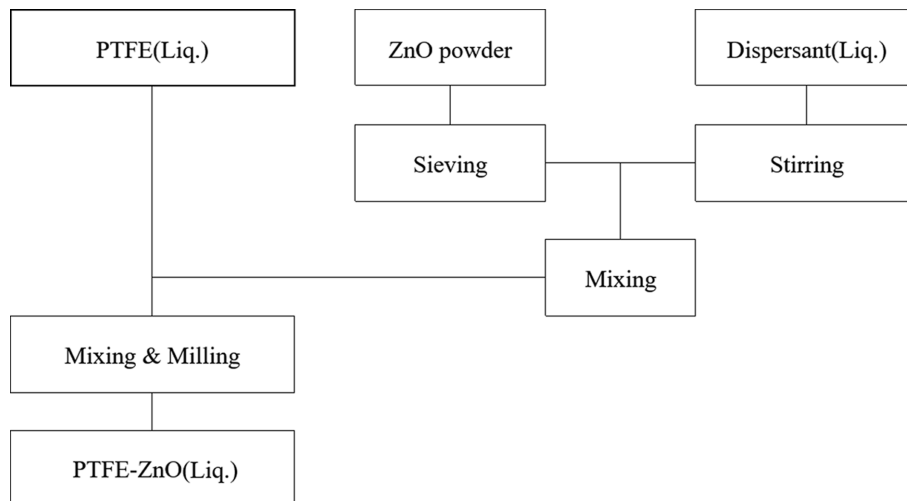 PTFE(Liq.)
ZnO powder
Dispersant(Liq.)
Sieving
Stirring
Mixing
Mixing & Milling
PTFE-ZnO(Liq.)